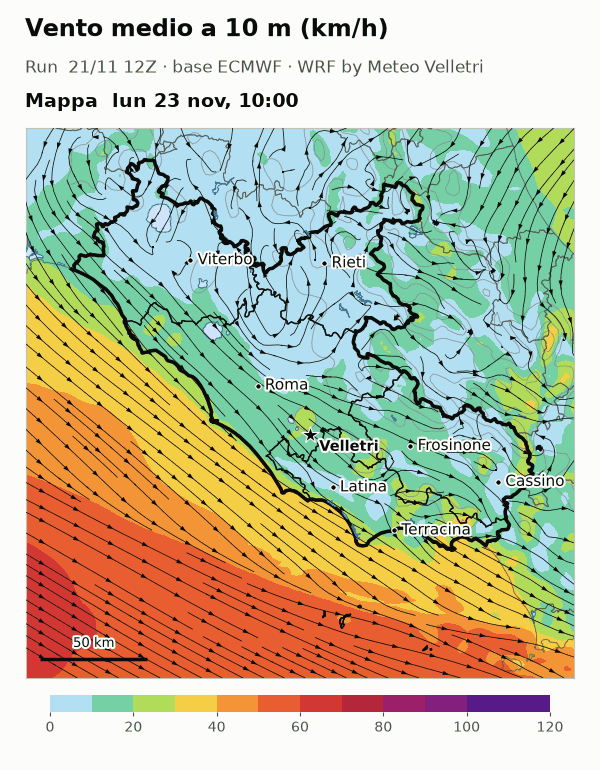 Vento medio a 10 m (km/h)
Run 21/11 12Z · base ECMWF · WRF by Meteo Velletri
Mappa lun 23 nov, 10:00
Viterbo
Rieti
Roma
Velletri
Frosinone
Latina
Cassino
Terracina
50 km
0 20 40 60 80 100 120